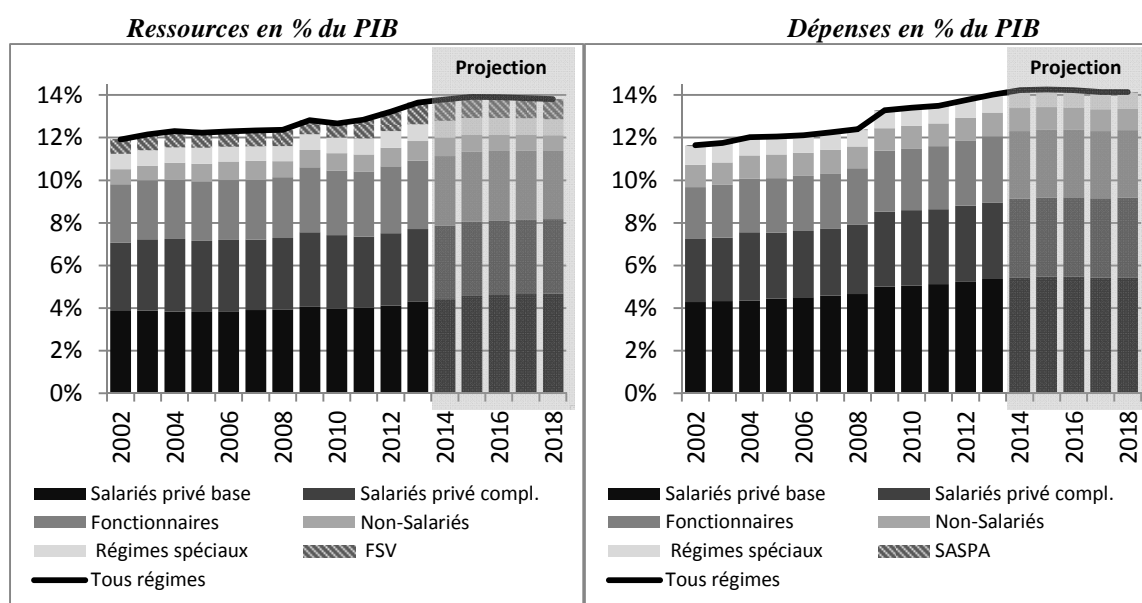 Ressources en % du PIB
Projection
14%
12%
10%
8%
6%
4%
2%
0%
2002
2004
2006
2008
2010
2012
2014
2016
2018
Salariés privé base
Salariés privé compl.
Fonctionnaires
Non-Salariés
Régimes spéciaux
FSV
Tous régimes
Dépenses en % du PIB
Projection
14%
12%
10%
8%
6%
4%
2%
0%
2002
2004
2006
2008
2010
2012
2014
2016
2018
Salariés privé base
Salariés privé compl.
Fonctionnaires
Non-Salariés
Régimes spéciaux
SASPA
Tous régimes